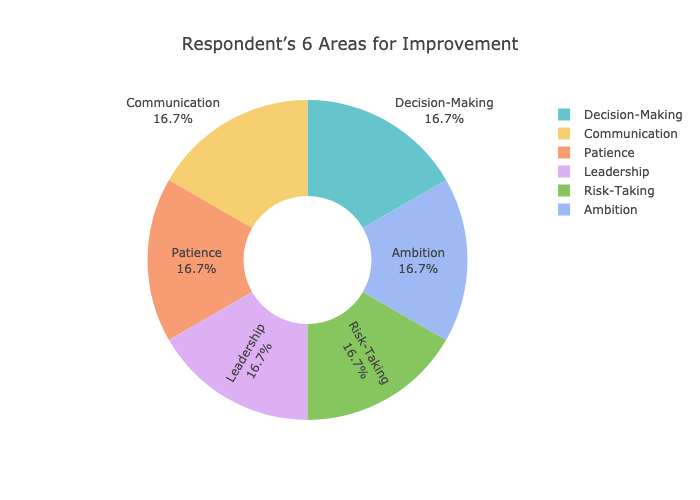 Respondent’s 6 Areas for Improvement
Communication
16.7%
Decision-Making
16.7%
Patience
16.7%
Ambition
16.7%
Leadership
16.7%
Risk-Taking
16.7%
Decision-Making
Communication
Patience
Leadership
Risk-Taking
Ambition